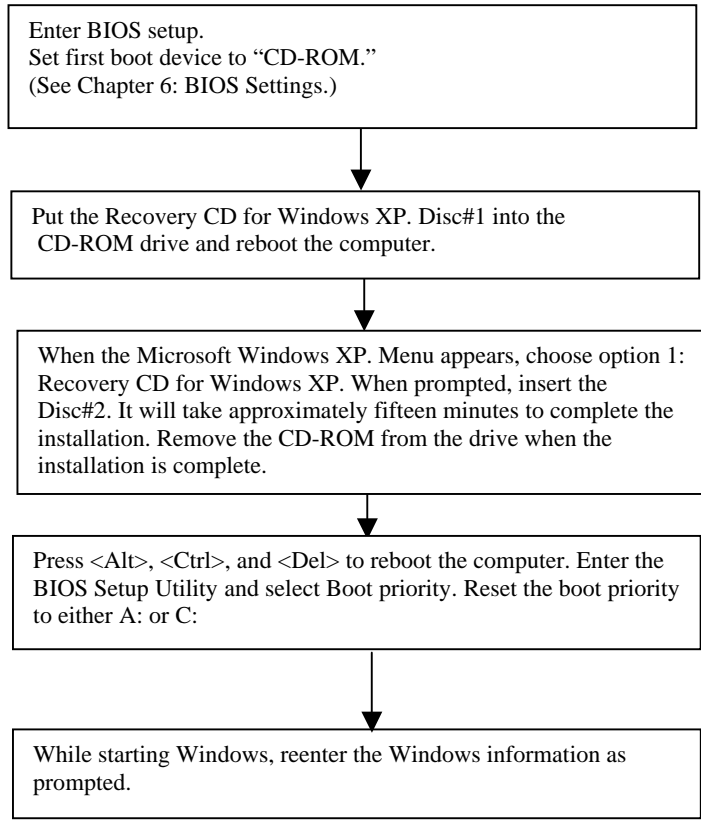 Enter BIOS setup.
Set first boot device to “CD-ROM.”
(See Chapter 6: BIOS Settings.)
Put the Recovery CD for Windows XP. Disc#1 into the
CD-ROM drive and reboot the computer.
When the Microsoft Windows XP. Menu appears, choose option 1:
Recovery CD for Windows XP. When prompted, insert the
Disc#2. It will take approximately fifteen minutes to complete the
installation. Remove the CD-ROM from the drive when the
installation is complete.
Press <Alt>, <Ctrl>, and <Del> to reboot the computer. Enter the
BIOS Setup Utility and select Boot priority. Reset the boot priority
to either A: or C:
While starting Windows, reenter the Windows information as
prompted.